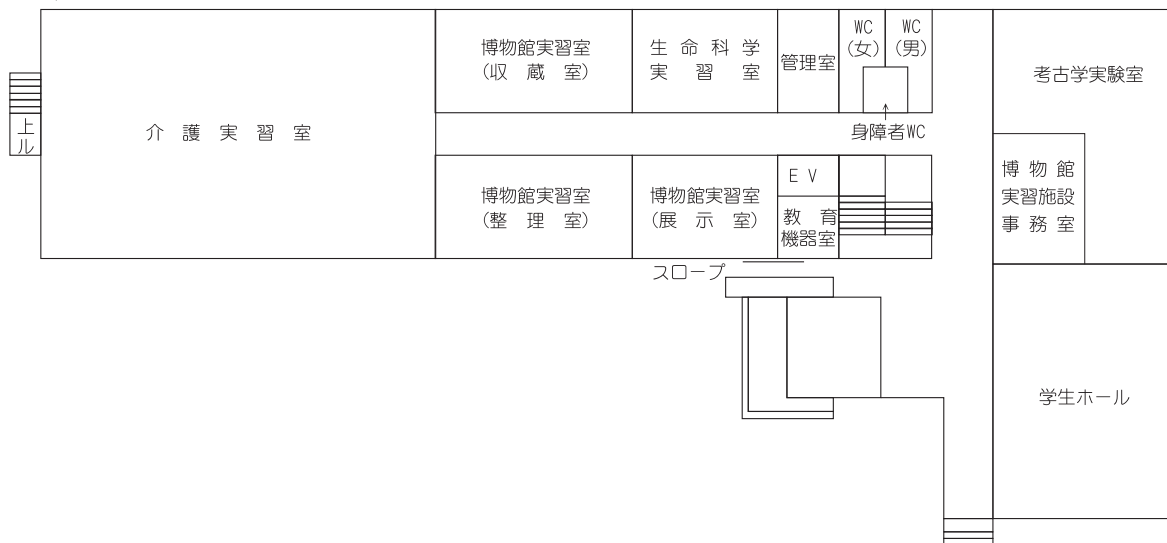 博物館実習室
(収蔵室)
生命科学
実習室
管理室
WC
(女)
WC
(男)
考古学実験室
上
ル
介護実習室
身障者WC
博物館
実習施設
事務室
博物館実習室
(整理室)
博物館実習室
(展示室)
EV
教育
機器室
スロープ
学生ホール